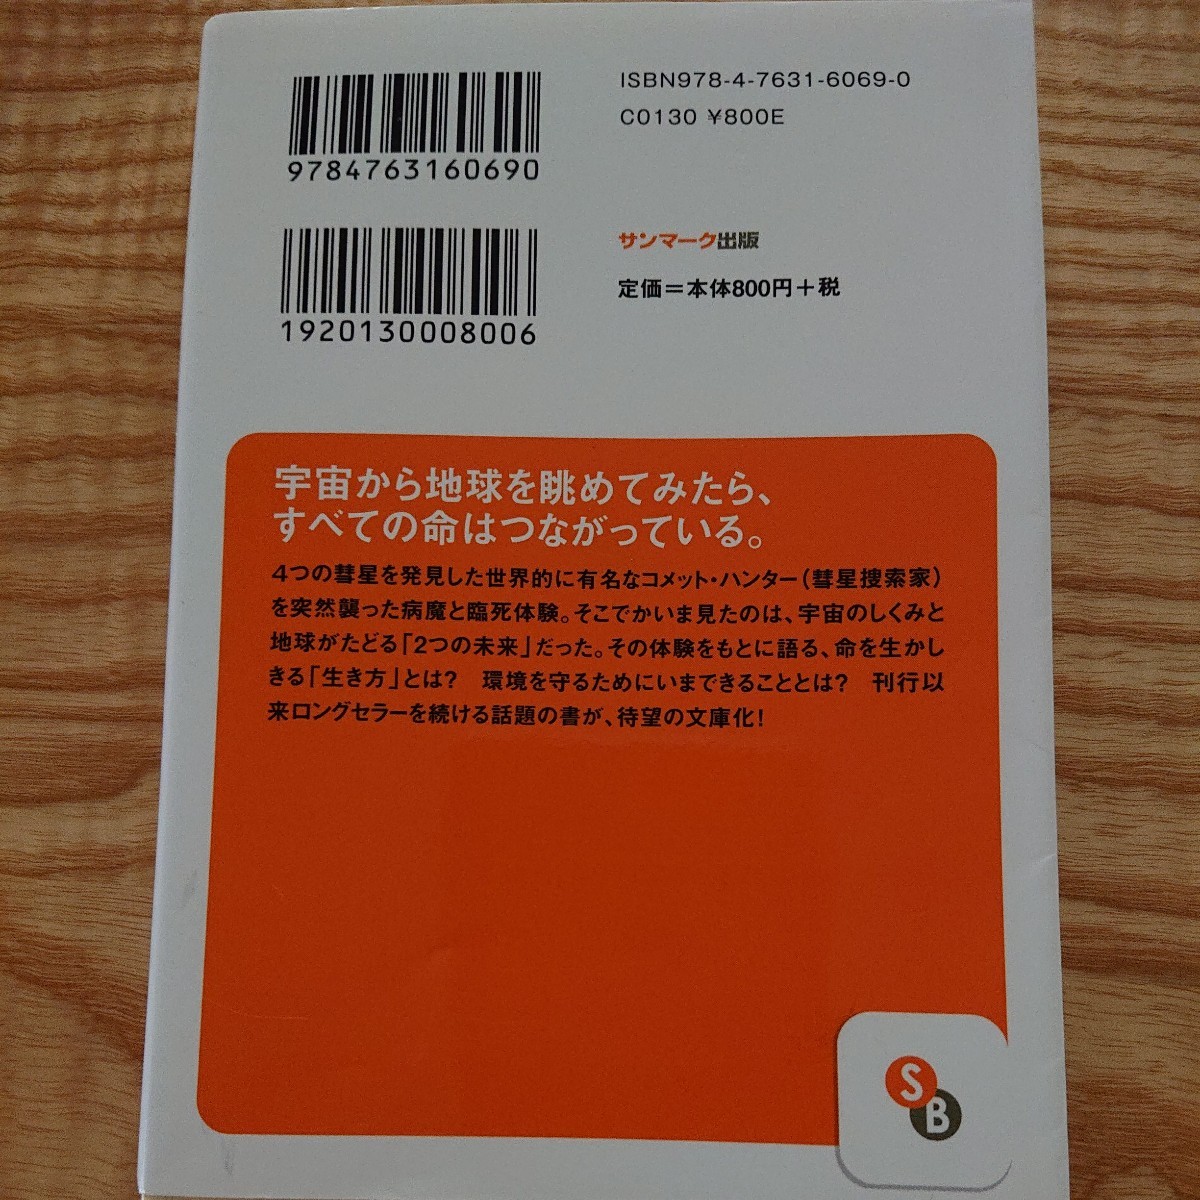 ISBN978-4-7631-6069-0
C0130 ¥800E
9784763160690
サンマーク出版
定価＝本体800円＋税
1920130008006
宇宙から地球を眺めてみたら、
すべての命はつながっている。
4つの彗星を発見した世界的に有名なコメット・ハンター（彗星捜索家）
を突然襲った病魔と臨死体験。そこでかいま見たのは、宇宙のしくみと
地球がたどる「2つの未来」だった。その体験をもとに語る、命を生かし
きる「生き方」とは?　環境を守るためにいまできることとは?　刊行以
来ロングセラーを続ける話題の書が、待望の文庫化!
S
B